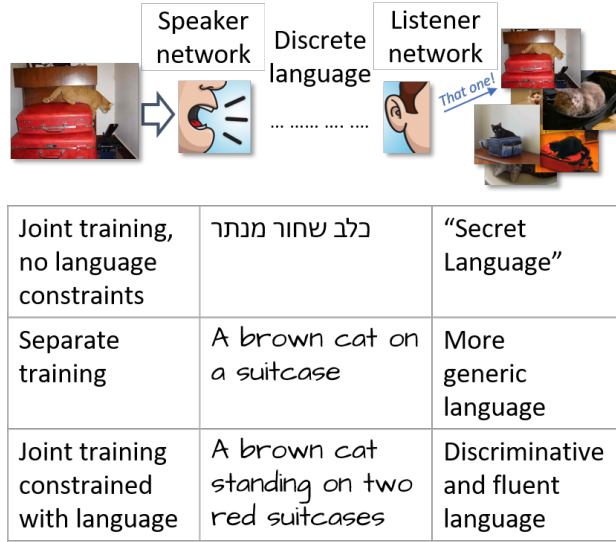 Speaker
network
Discrete
language
Listener
network
That one!
... ...... .... ....
Joint training,
no language
constraints
כלב שחור מנתר
“Secret
Language”
Separate
training
A brown cat on
a suitcase
More
generic
language
Joint training
constrained
with language
A brown cat
standing on two
red suitcases
Discriminative
and fluent
language